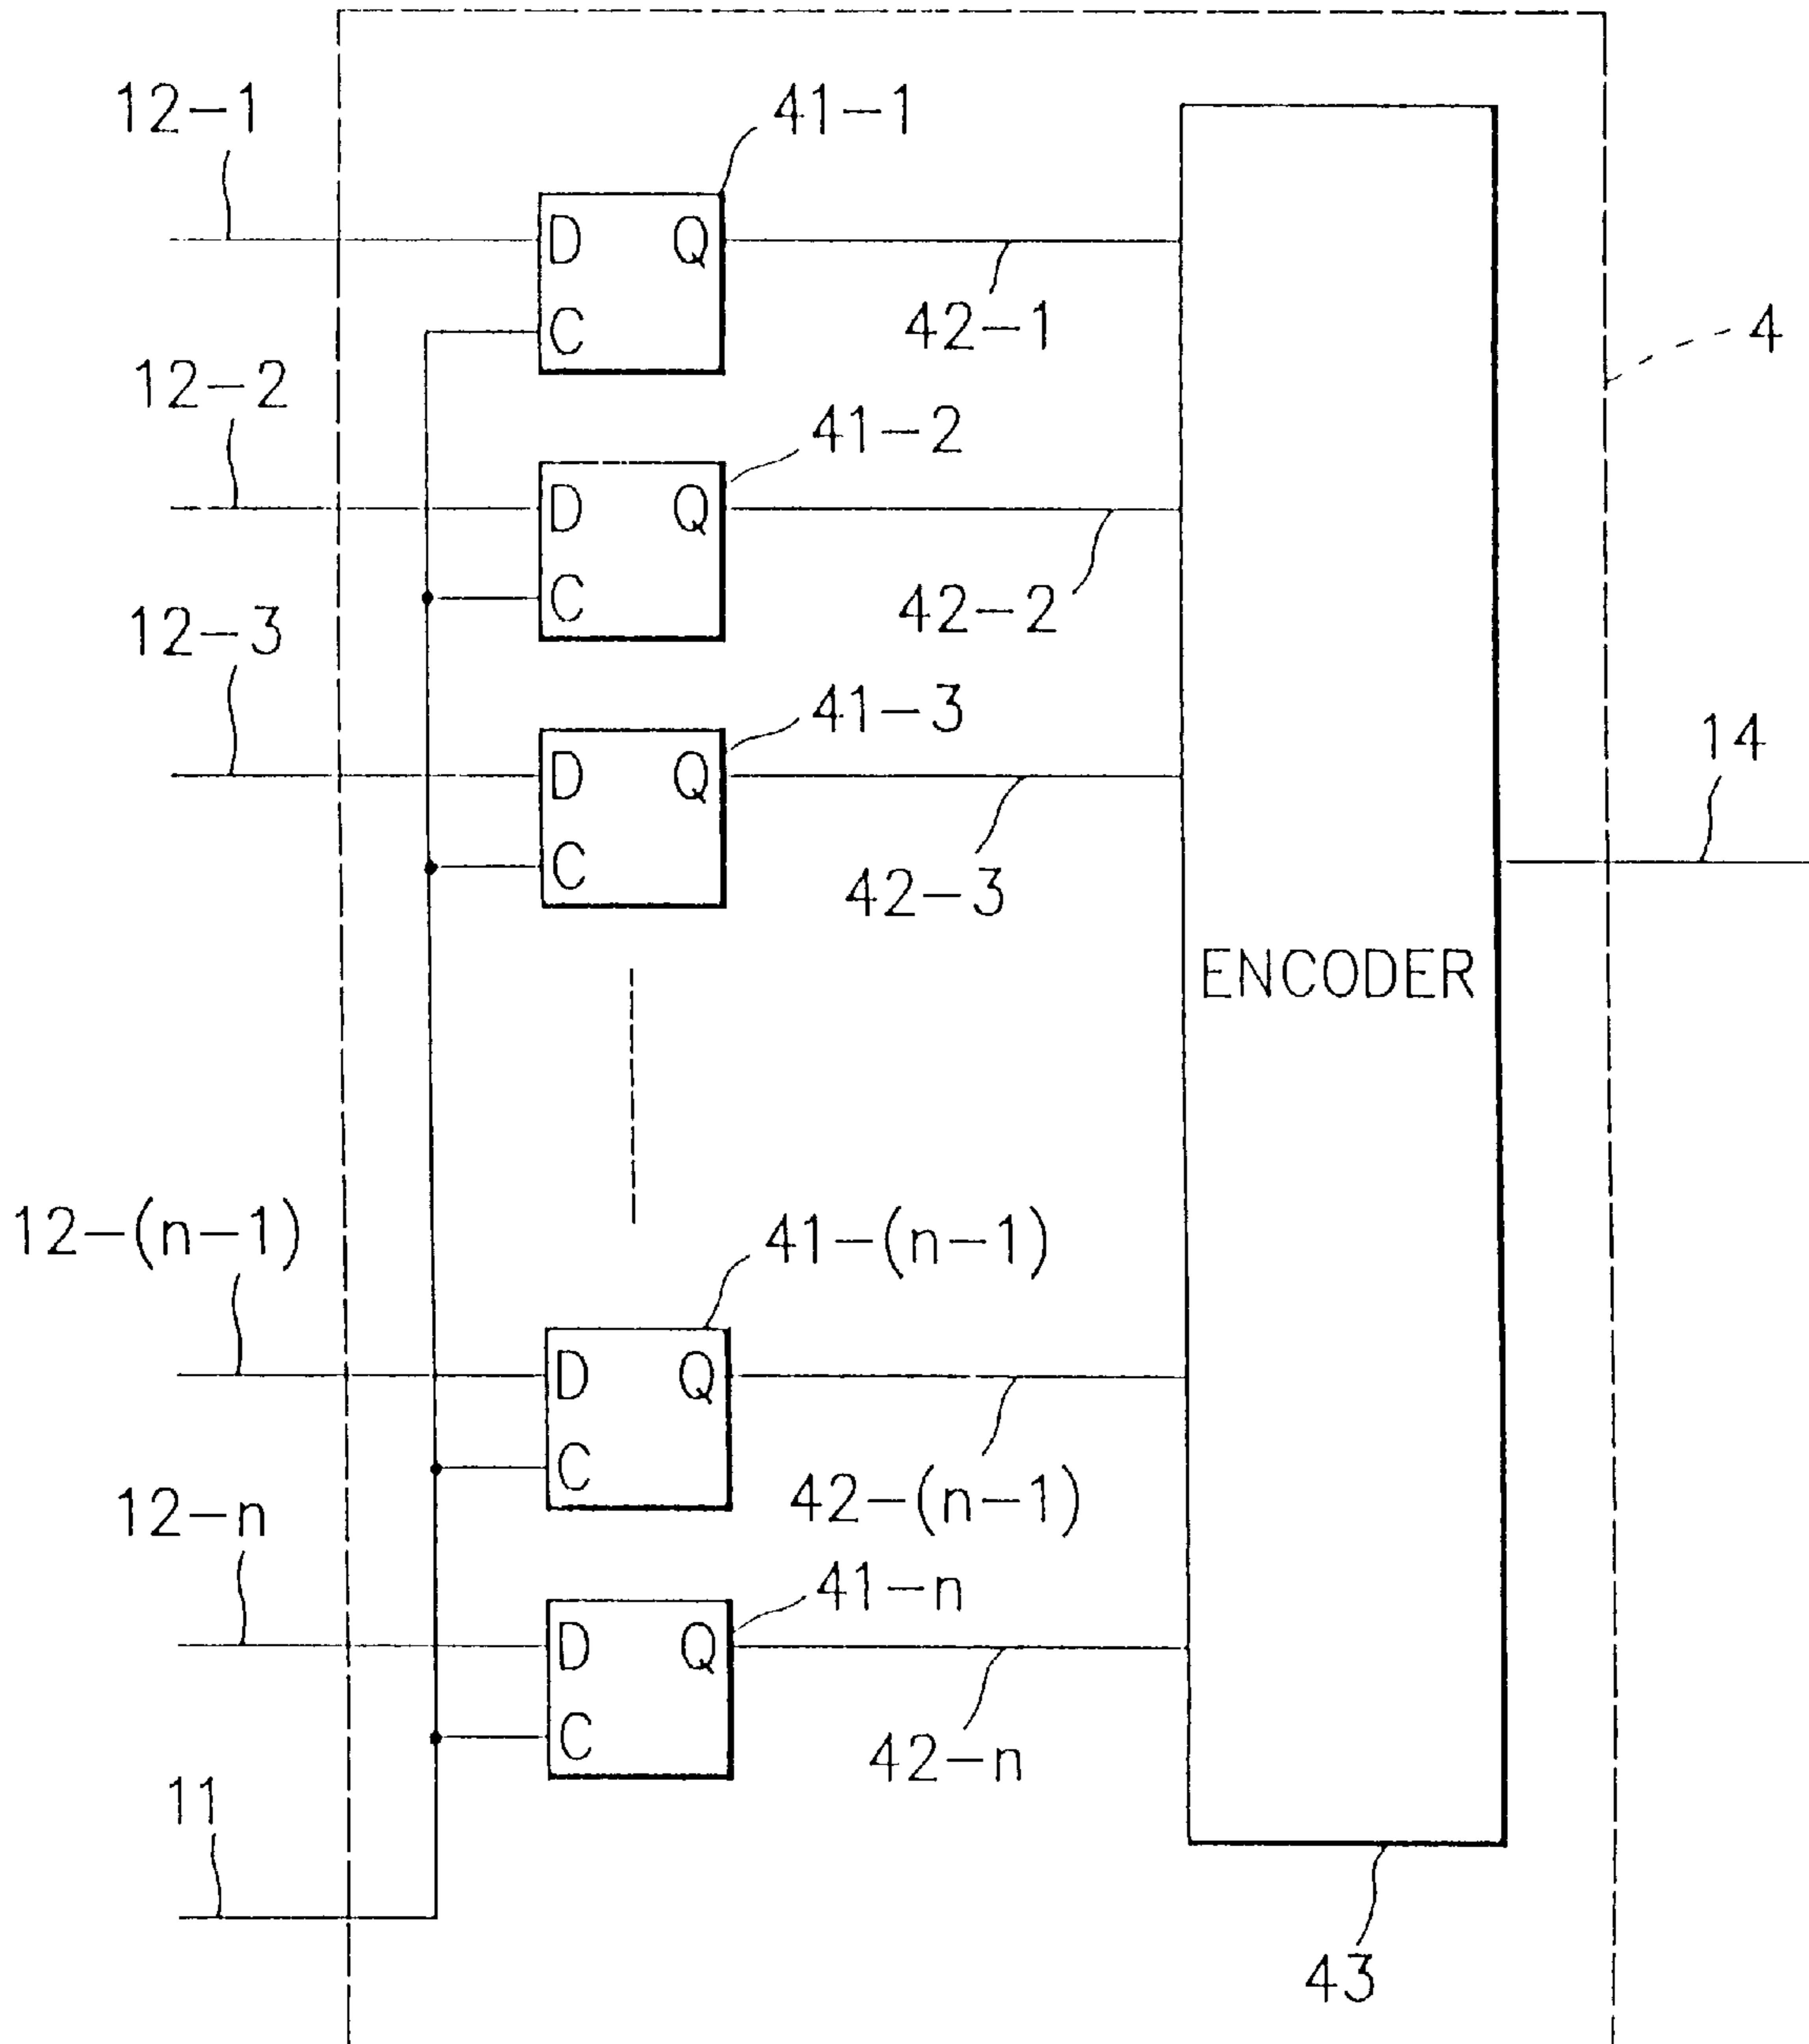 12-1
41-1
D Q
C
42-1
4
12-2
41-2
D Q
C
42-2
12-3
41-3
D Q
C
42-3
14
ENCODER
12-(n-1)
41-(n-1)
D Q
C
42-(n-1)
12-n
41-n
D Q
C
42-n
11
43